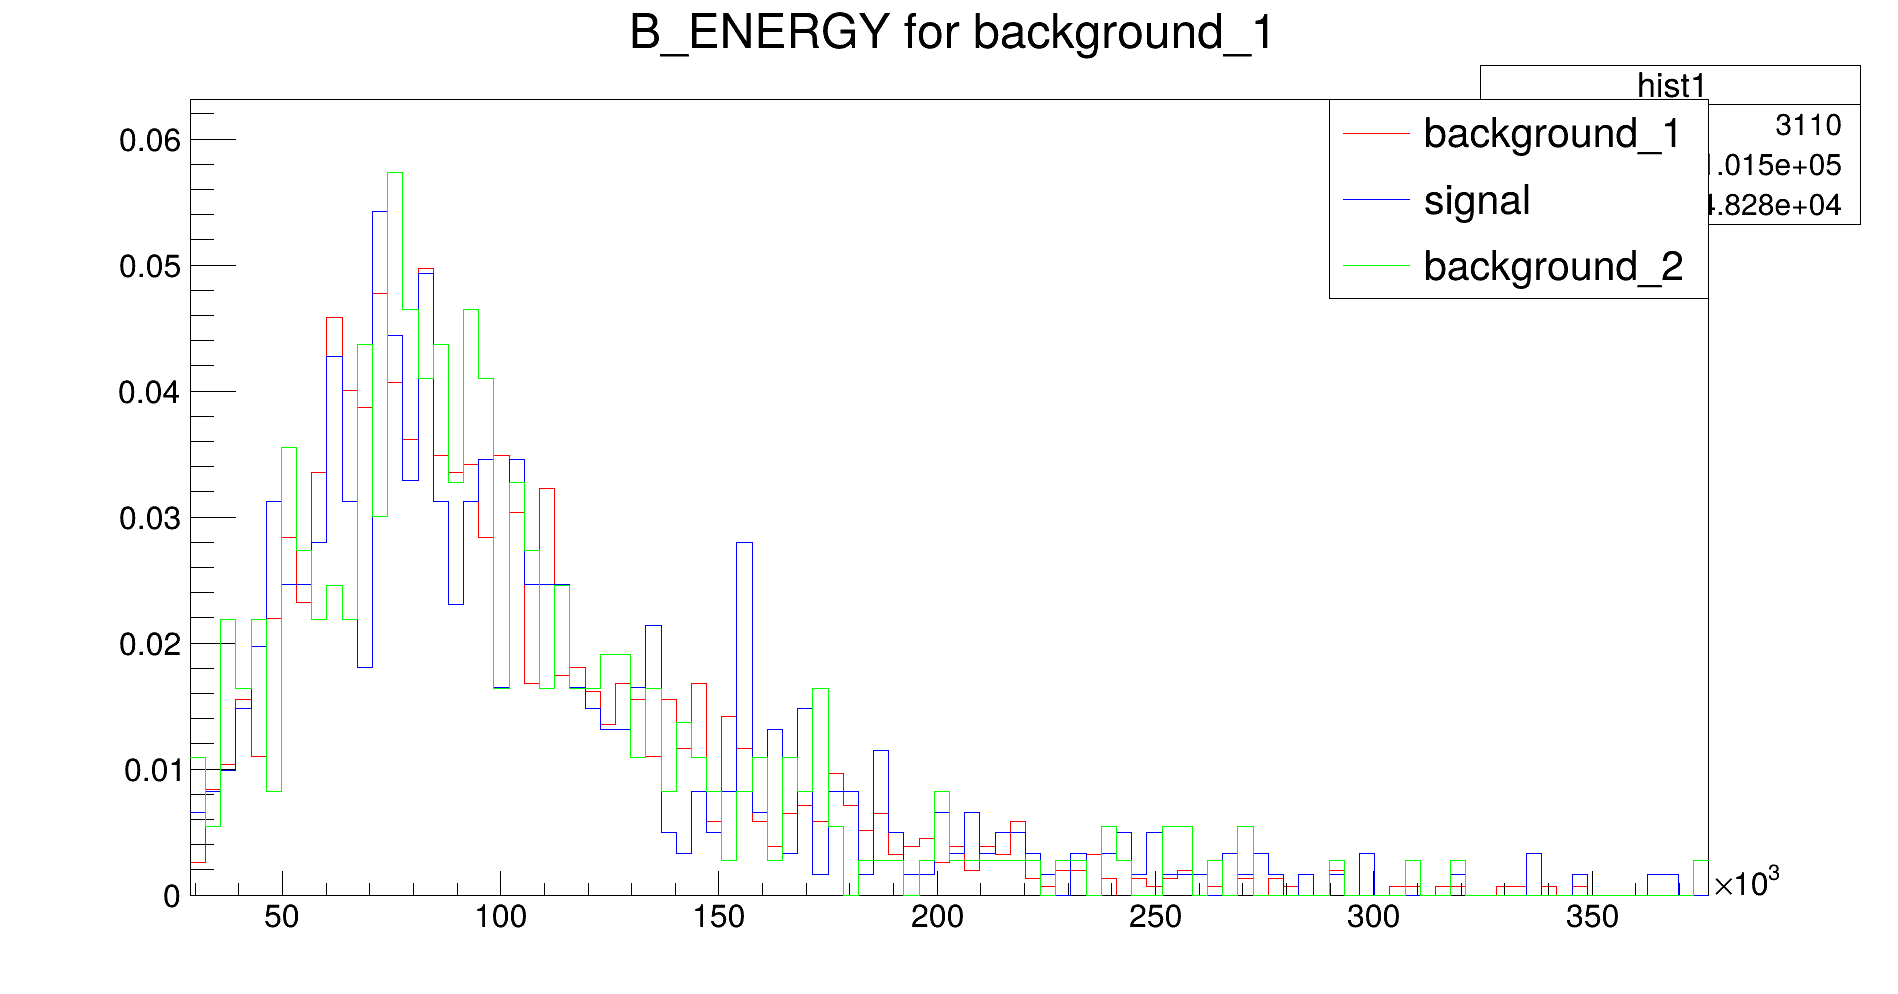 B_ENERGY for background_1
hist1
3110
1.015e+05
4.828e+04
background_1
signal
background_2
0.06
0.05
0.04
0.03
0.02
0.01
0
50 100 150 200 250 300 350
×10³